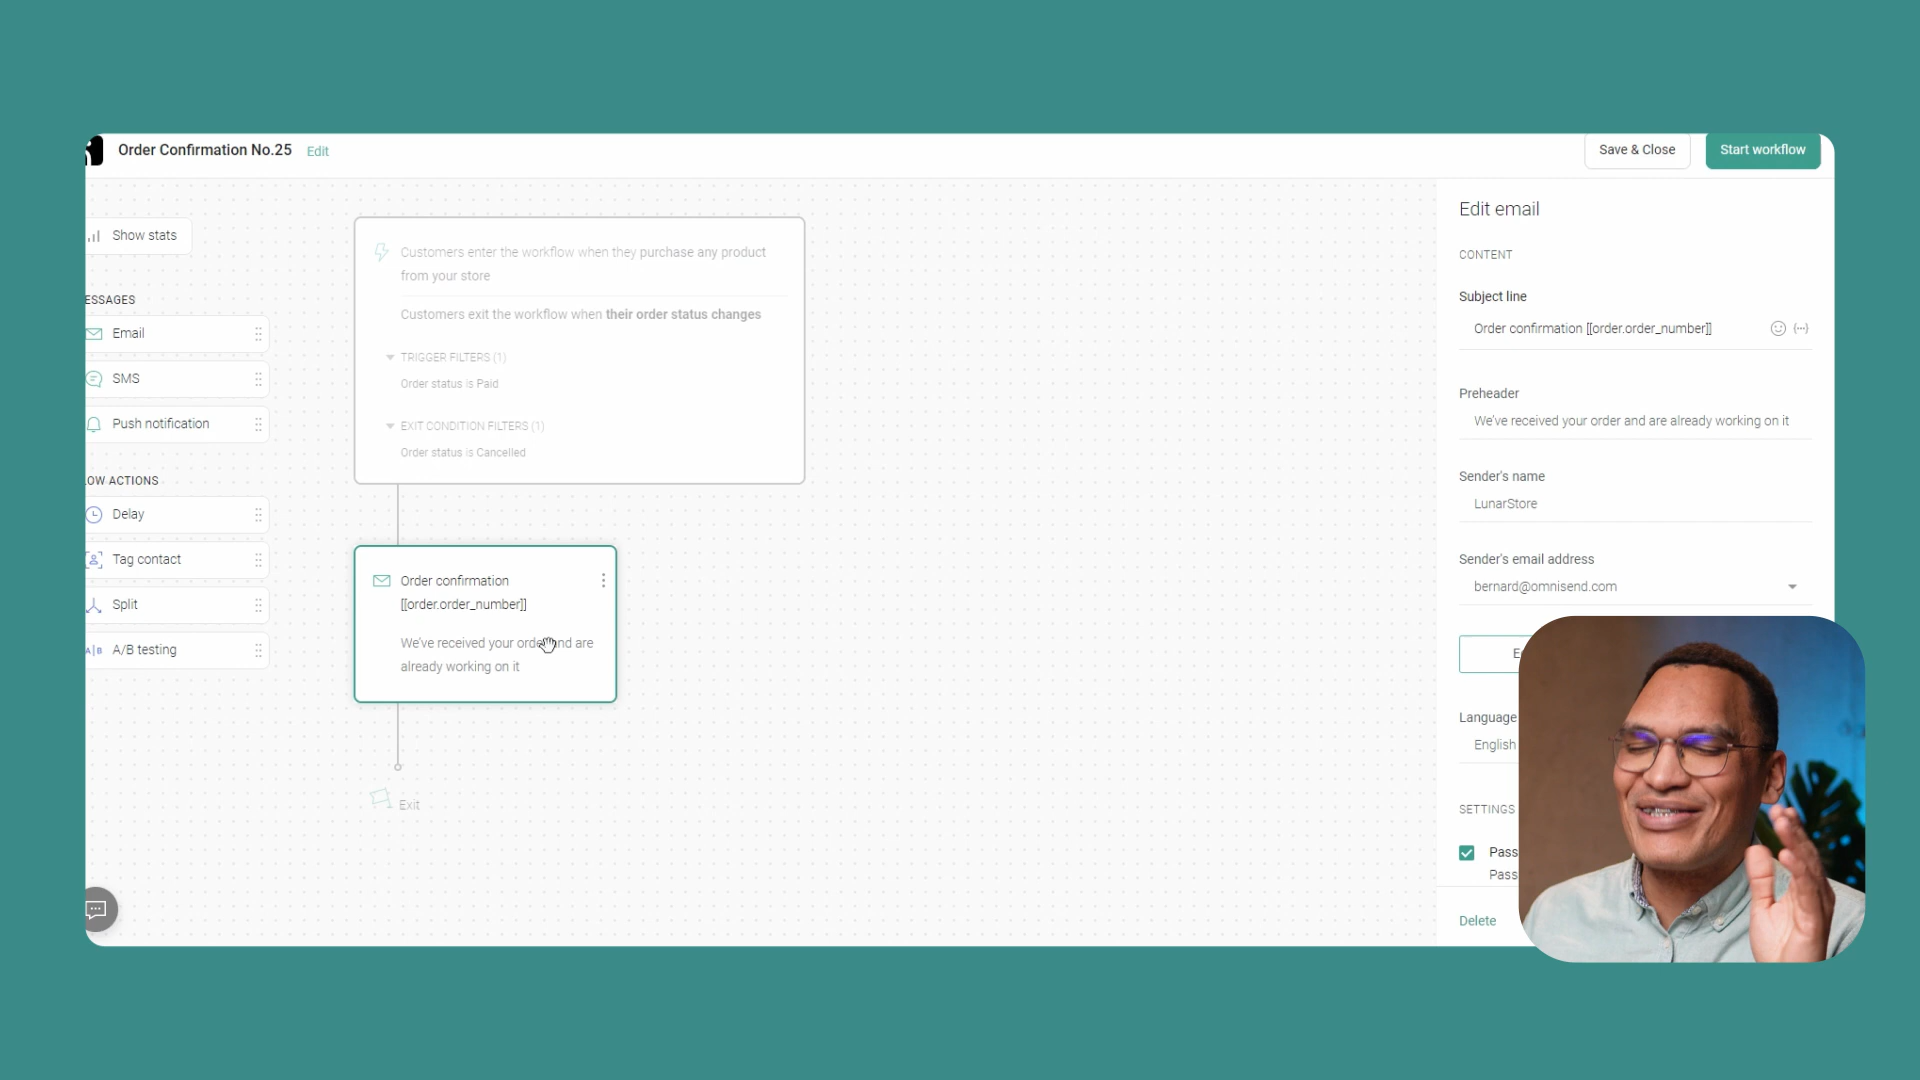 Order Confirmation No.25 Edit
Save & Close
Start workflow
Show stats
ESSAGES
Email
SMS
Push notification
OW ACTIONS
Delay
Tag contact
Split
A|B A/B testing
Customers enter the workflow when they purchase any product
from your store
Customers exit the workflow when their order status changes
TRIGGER FILTERS (1)
Order status is Paid
EXIT CONDITION FILTERS (1)
Order status is Cancelled
Order confirmation
[[order.order_number]]
We've received your order and are
already working on it
Exit
Edit email
CONTENT
Subject line
Order confirmation [[order.order_number]]
Preheader
We've received your order and are already working on it
Sender's name
LunarStore
Sender's email address
bernard@omnisend.com
Language
English
SETTINGS
Pass
Pass
Delete